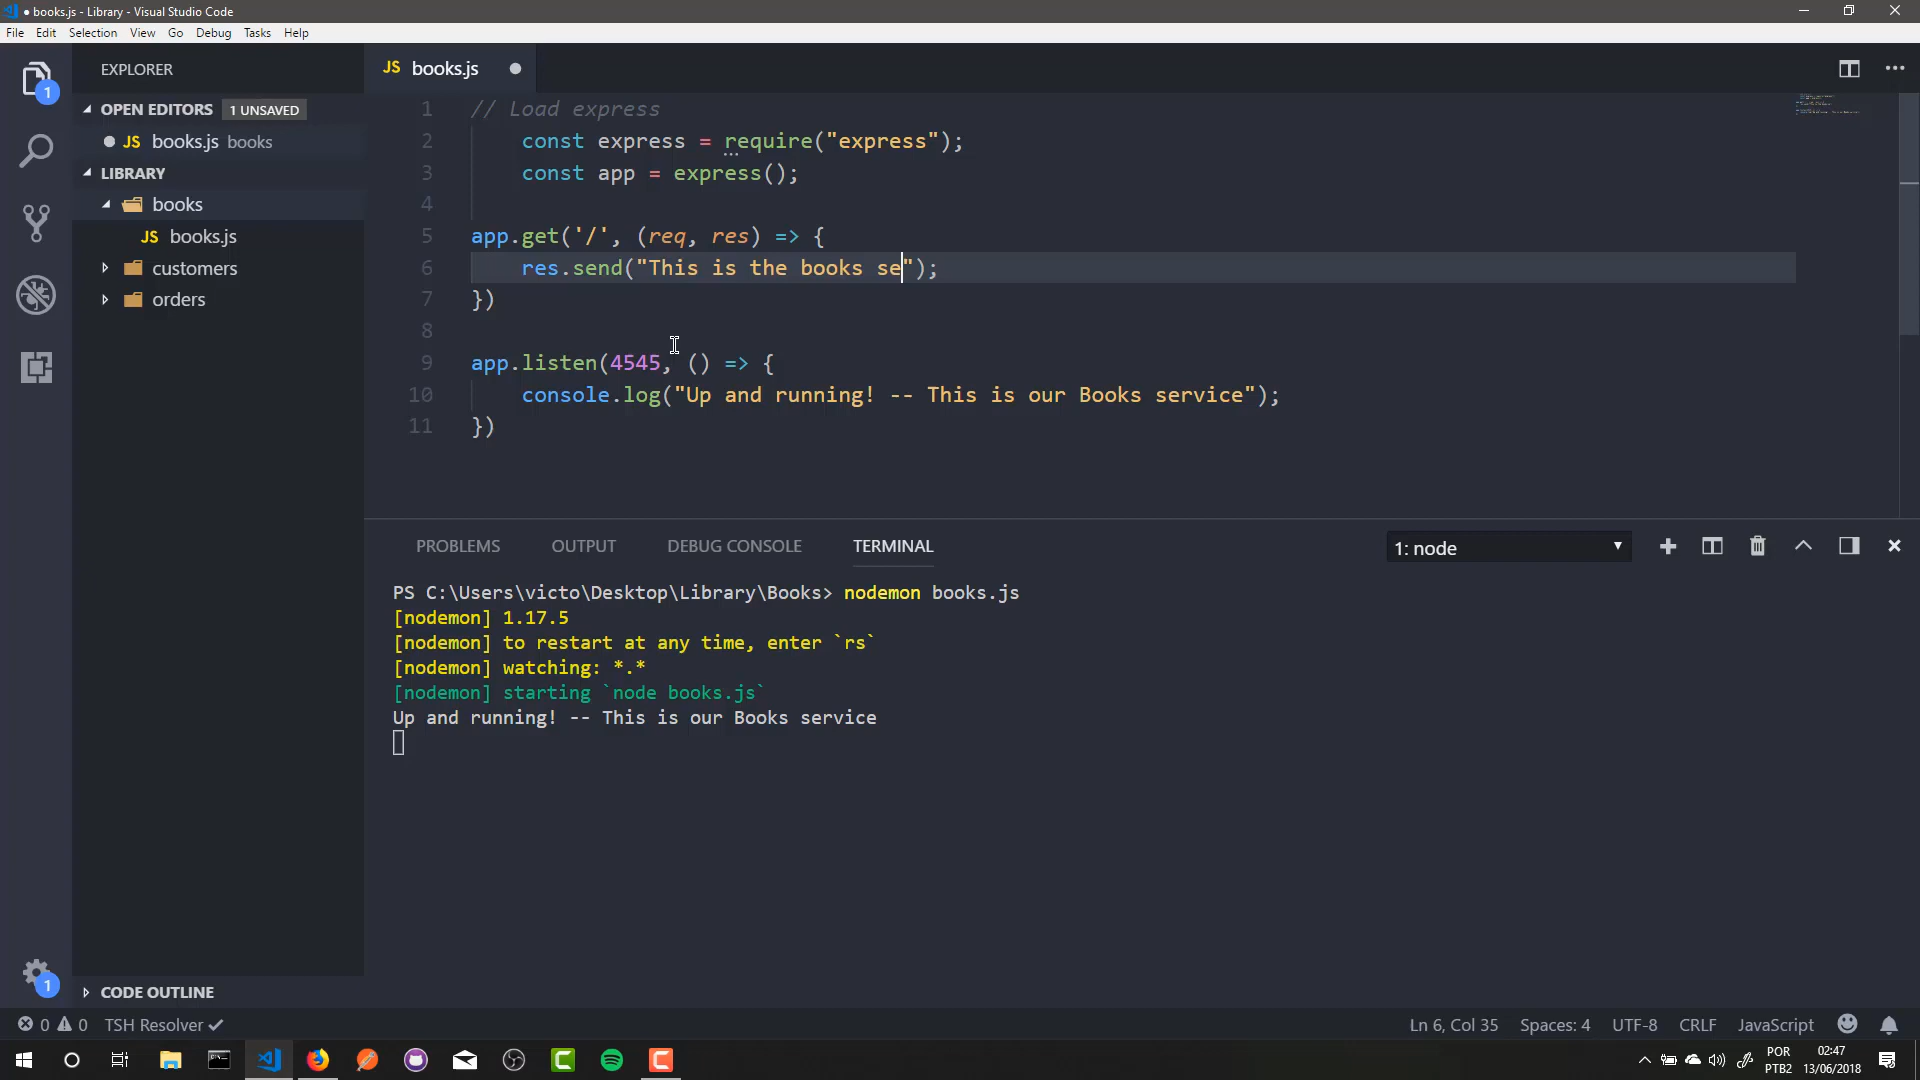 ● books.js - Library - Visual Studio Code
File Edit Selection View Go Debug Tasks Help
1
EXPLORER
OPEN EDITORS 1 UNSAVED
● JS books.js books
LIBRARY
books
JS books.js
customers
orders
CODE OUTLINE
1
JS books.js ●
1 // Load express
2 const express = require("express");
3 const app = express();
4
5 app.get('/', (req, res) => {
6 res.send("This is the books se");
7 })
8
9 app.listen(4545, () => {
10 console.log("Up and running! -- This is our Books service");
11 })
PROBLEMS OUTPUT DEBUG CONSOLE TERMINAL 1: node
PS C:\Users\victo\Desktop\Library\Books> nodemon books.js
[nodemon] 1.17.5
[nodemon] to restart at any time, enter `rs`
[nodemon] watching: *.*
[nodemon] starting `node books.js`
Up and running! -- This is our Books service
0 0 TSH Resolver ✓ Ln 6, Col 35 Spaces: 4 UTF-8 CRLF JavaScript
POR 02:47
PTB2 13/06/2018